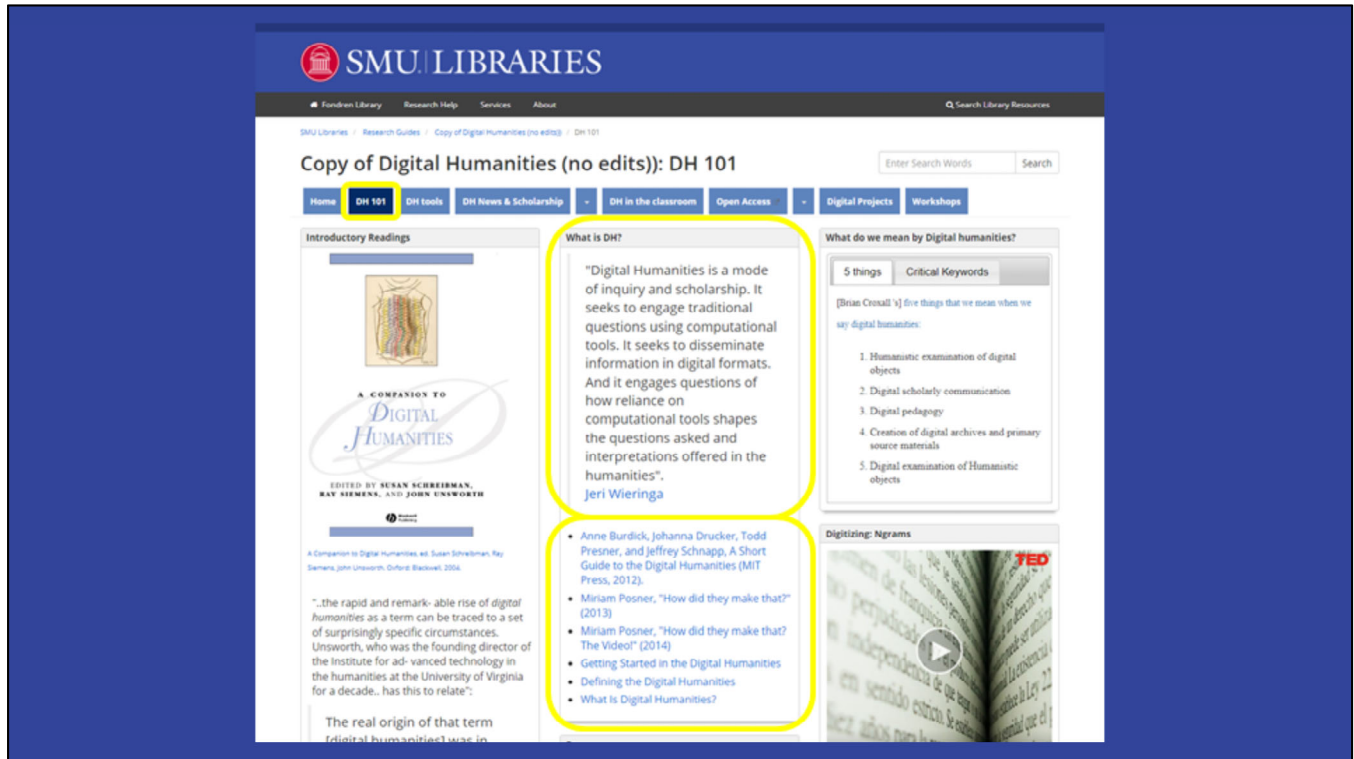 SMU. LIBRARIES
Fondren Library Research Help Services About Search Library Resources
SMU Libraries / Research Guides / Copy of Digital Humanities (no edits)) / DH 101
Copy of Digital Humanities (no edits)): DH 101
Enter Search Words Search
Home DH 101 DH tools DH News & Scholarship DH in the classroom Open Access Digital Projects Workshops
Introductory Readings
A COMPANION TO
DIGITAL
HUMANITIES
EDITED BY SUSAN SCHREIBMAN,
RAY SIEMENS, AND JOHN UNSWORTH
Blackwell
Publishing
A Companion to Digital Humanities, ed. Susan Schreibman, Ray
Siemens, John Unsworth. Oxford: Blackwell, 2004.
"..the rapid and remark- able rise of digital
humanities as a term can be traced to a set
of surprisingly specific circumstances.
Unsworth, who was the founding director of
the Institute for ad- vanced technology in
the humanities at the University of Virginia
for a decade.. has this to relate":
The real origin of that term
[digital humanities] was in
What is DH?
"Digital Humanities is a mode
of inquiry and scholarship. It
seeks to engage traditional
questions using computational
tools. It seeks to disseminate
information in digital formats.
And it engages questions of
how reliance on
computational tools shapes
the questions asked and
interpretations offered in the
humanities".
Jeri Wieringa
Anne Burdick, Johanna Drucker, Todd
Presner, and Jeffrey Schnapp, A Short
Guide to the Digital Humanities (MIT
Press, 2012).
Miriam Posner, "How did they make that?"
(2013)
Miriam Posner, "How did they make that?
The Video!" (2014)
Getting Started in the Digital Humanities
Defining the Digital Humanities
What Is Digital Humanities?
What do we mean by Digital humanities?
5 things Critical Keywords
[Brian Croxall 's] five things that we mean when we
say digital humanities:
1. Humanistic examination of digital
objects
2. Digital scholarly communication
3. Digital pedagogy
4. Creation of digital archives and primary
source materials
5. Digital examination of Humanistic
objects
Digitizing: Ngrams
TED